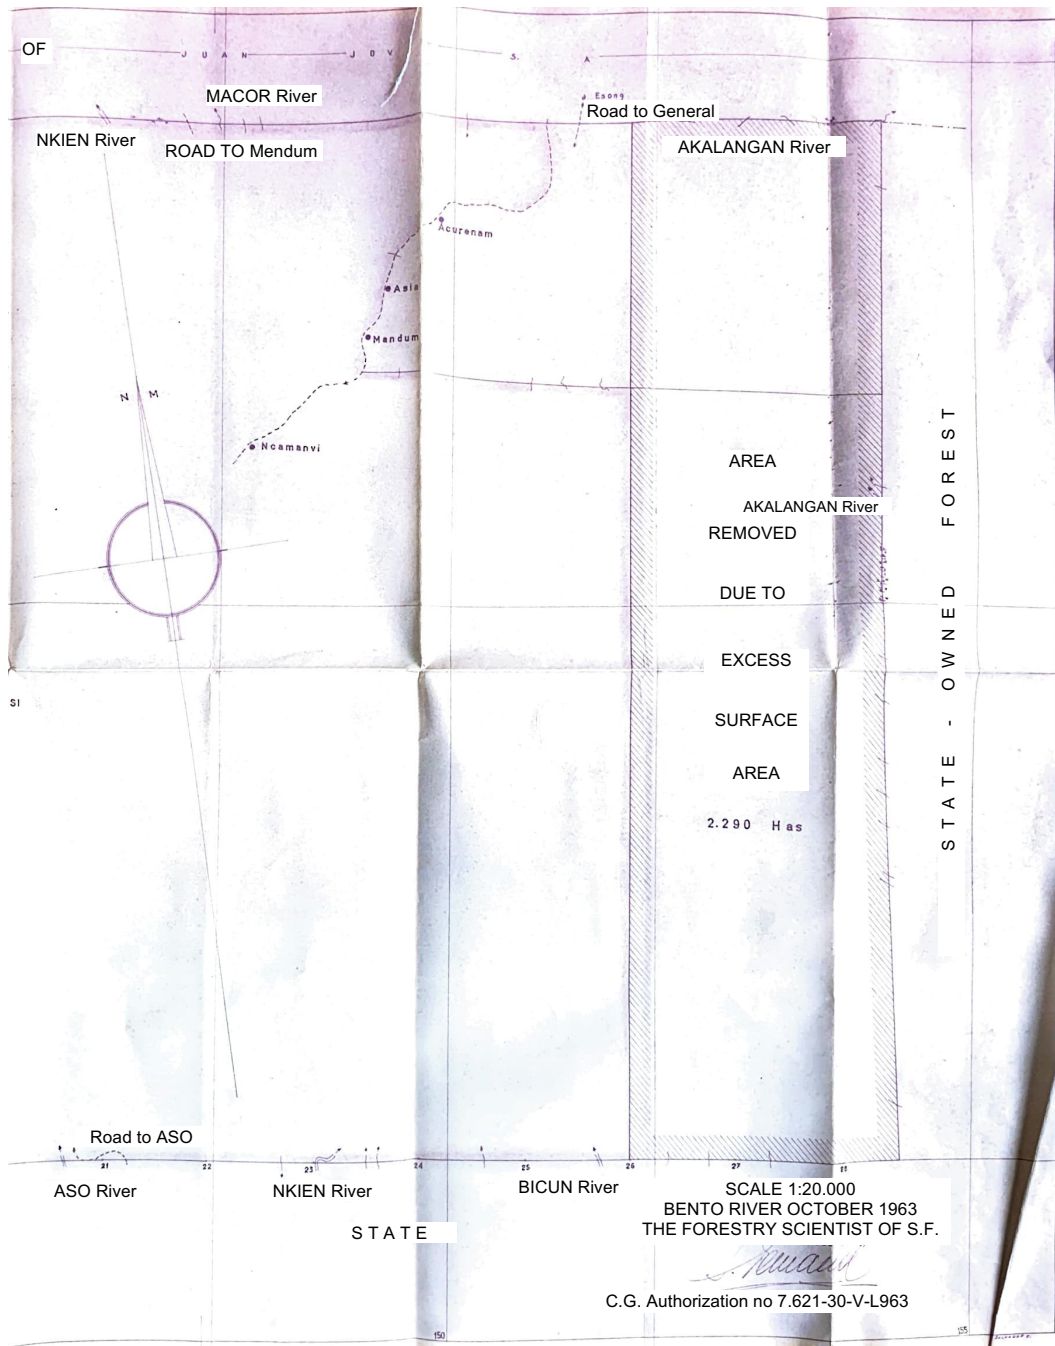 OF
JUAN JOV
S. A
MACOR River
Esong
Road to General
NKIEN River
ROAD TO Mendum
AKALANGAN River
Acurenam
Asia
Mandum
N M
Ncamanvi
AREA
AKALANGAN River
REMOVED
DUE TO
EXCESS
SURFACE
AREA
2.290 Has
STATE - OWNED FOREST
SI
Road to ASO
21 22 23 24 25 26 27
ASO River
NKIEN River
BICUN River
STATE
SCALE 1:20.000
BENTO RIVER OCTOBER 1963
THE FORESTRY SCIENTIST OF S.F.
C.G. Authorization no 7.621-30-V-L963
150 155